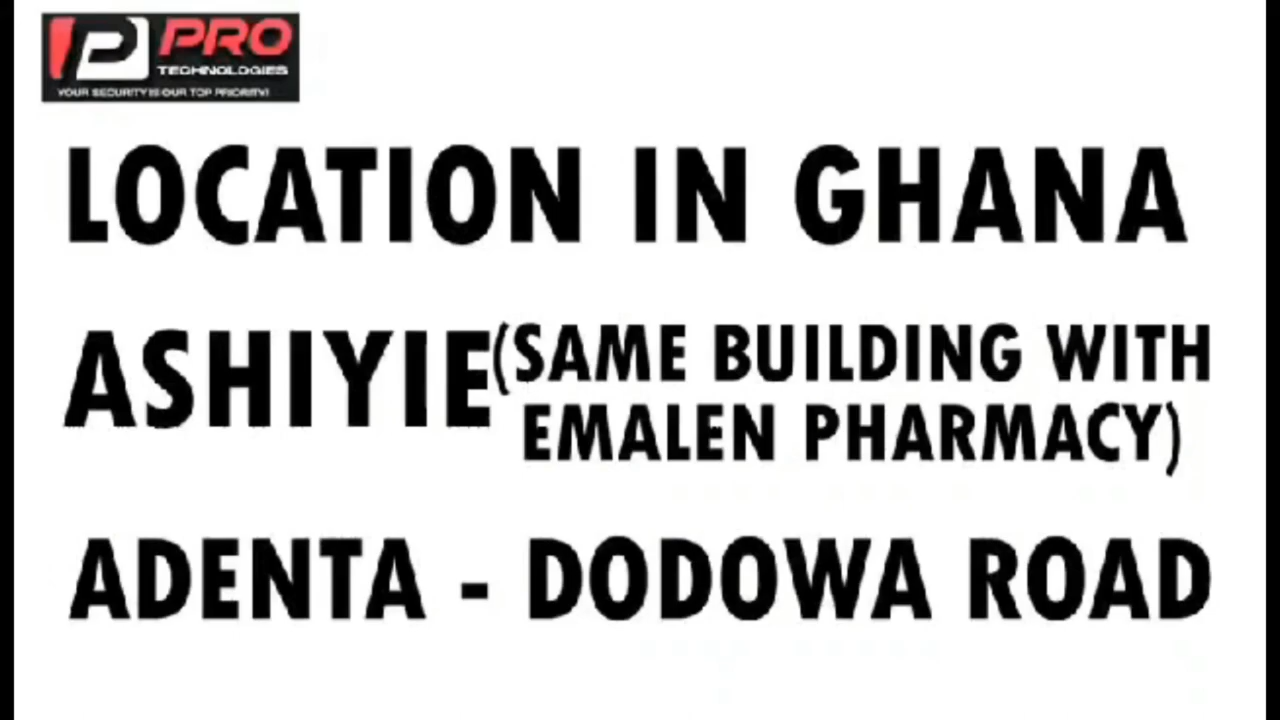 PRO
TECHNOLOGIES
YOUR SECURITY IS OUR TOP PRIORITY!
LOCATION IN GHANA
ASHIYIE (SAME BUILDING WITH
EMALEN PHARMACY)
ADENTA - DODOWA ROAD